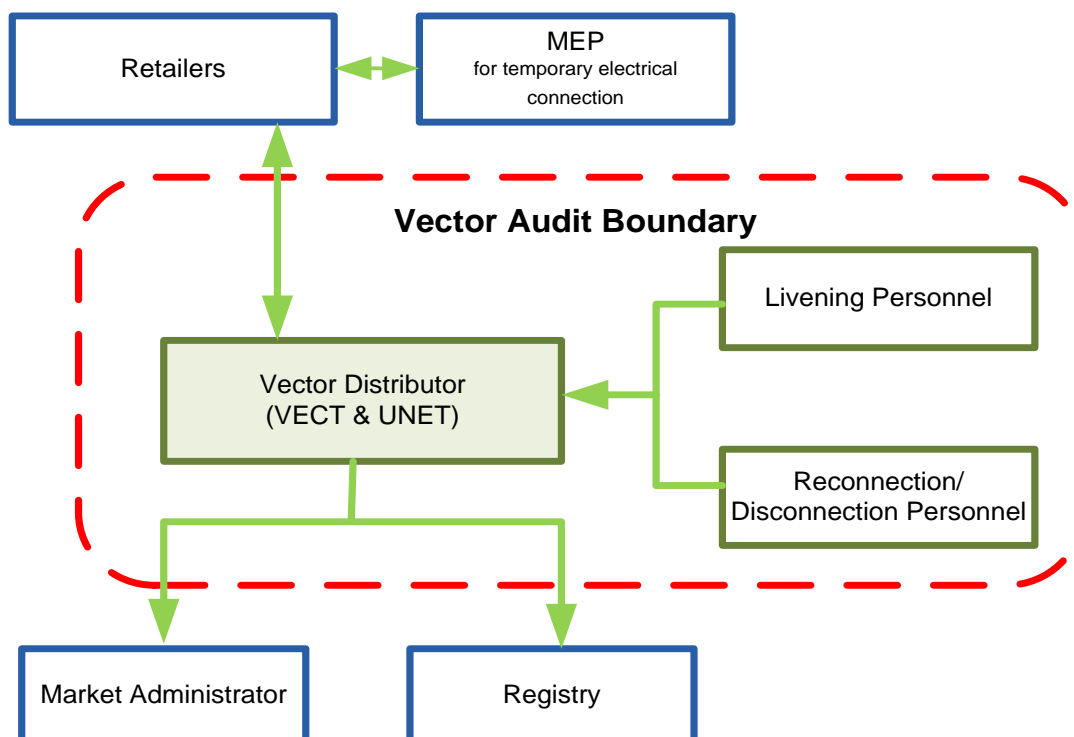 Retailers
MEP
for temporary electrical
connection
Vector Audit Boundary
Livening Personnel
Vector Distributor
(VECT & UNET)
Reconnection/
Disconnection Personnel
Market Administrator
Registry